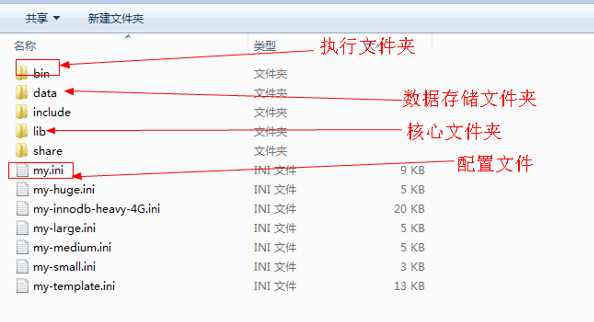 共享 新建文件夹
名称 类型 大小
执行文件夹
bin 文件夹
data 文件夹
数据存储文件夹
include 文件夹
lib 文件夹
核心文件夹
share 文件夹
配置文件
my.ini INI 文件 9 KB
my-huge.ini INI 文件 5 KB
my-innodb-heavy-4G.ini INI 文件 20 KB
my-large.ini INI 文件 5 KB
my-medium.ini INI 文件 5 KB
my-small.ini INI 文件 3 KB
my-template.ini INI 文件 13 KB